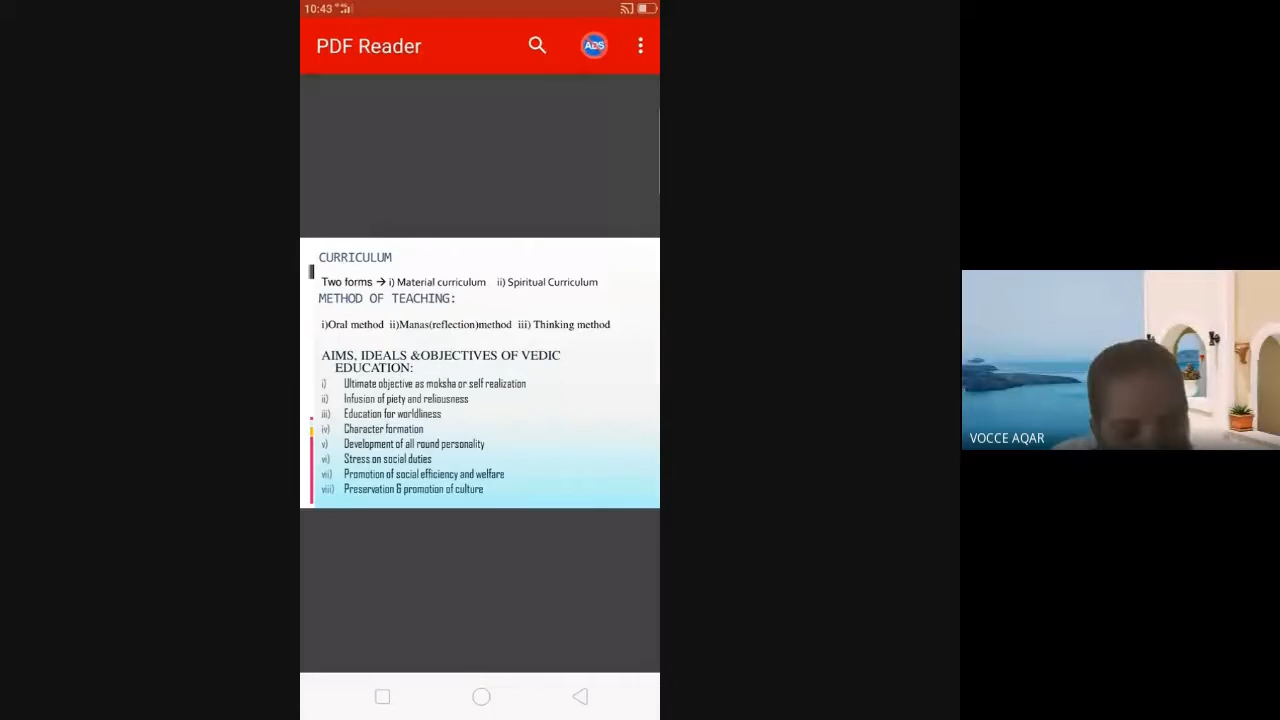 10:43
PDF Reader
ADS
CURRICULUM
Two forms → i) Material curriculum ii) Spiritual Curriculum
METHOD OF TEACHING:
i)Oral method ii)Manas(reflection)method iii) Thinking method
AIMS, IDEALS &OBJECTIVES OF VEDIC
EDUCATION:
i) Ultimate objective as moksha or self realization
ii) Infusion of piety and reliousness
iii) Education for worldliness
iv) Character formation
v) Development of all round personality
vi) Stress on social duties
vii) Promotion of social efficiency and welfare
viii) Preservation & promotion of culture
VOCCE AQAR